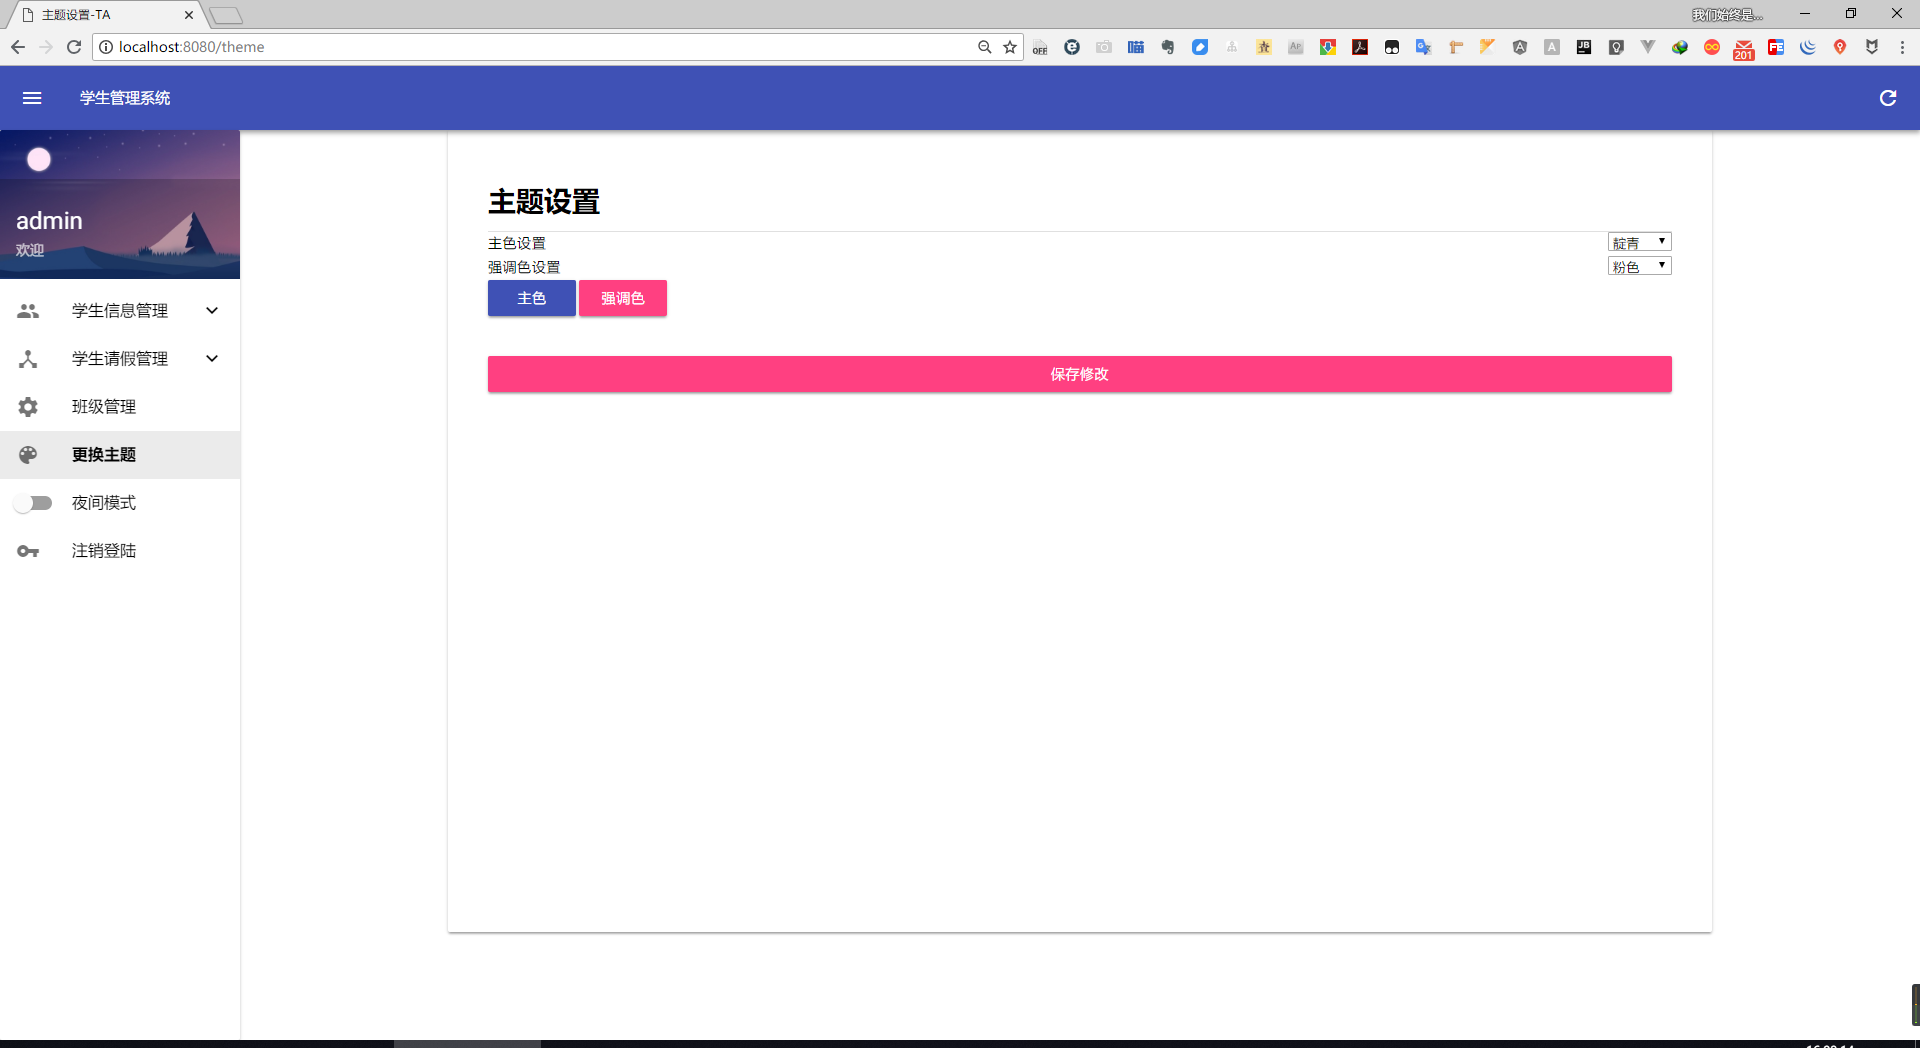 主题设置-TA
我们始终是...
localhost:8080/theme
OFF
JB
201
FE
学生管理系统
admin
欢迎
学生信息管理
学生请假管理
班级管理
更换主题
夜间模式
注销登陆
主题设置
主色设置
靛青
强调色设置
粉色
主色
强调色
保存修改